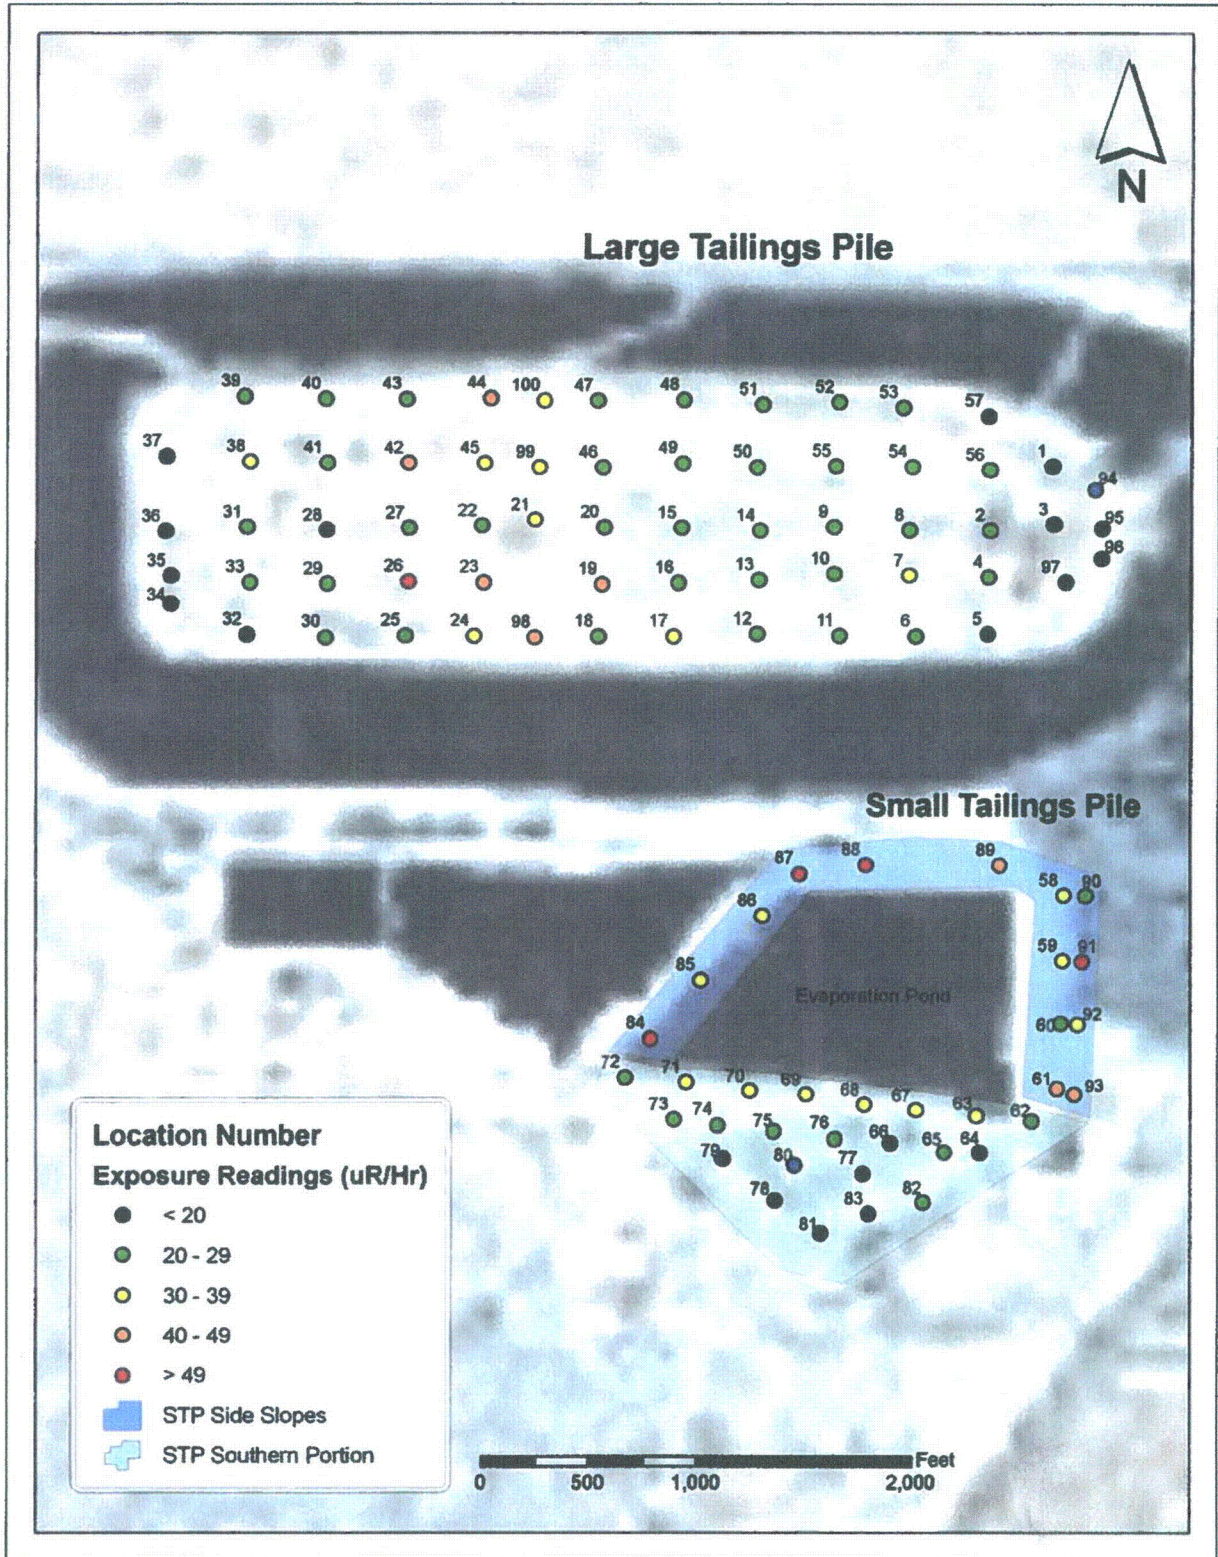 N
Large Tailings Pile
39 40 43 44 100 47 48 51 52 53 57
37 38 41 42 45 99 46 49 50 55 54 56 1 94
36 31 28 27 22 21 20 15 14 9 8 2 3 95
35 33 29 26 23 19 16 13 10 7 4 97 96
34 32 30 25 24 98 18 17 12 11 6 5
Small Tailings Pile
87 88 89 58 90
86
85 59 91
Evaporation Pond
84 60 92
72 71 70 69 68 67 63 61 93
73 74 75 76 66 65 64 62
79 80 77
78 83 82
81
Location Number
Exposure Readings (uR/Hr)
< 20
20 - 29
30 - 39
40 - 49
> 49
STP Side Slopes
STP Southern Portion
Feet
0 500 1,000 2,000